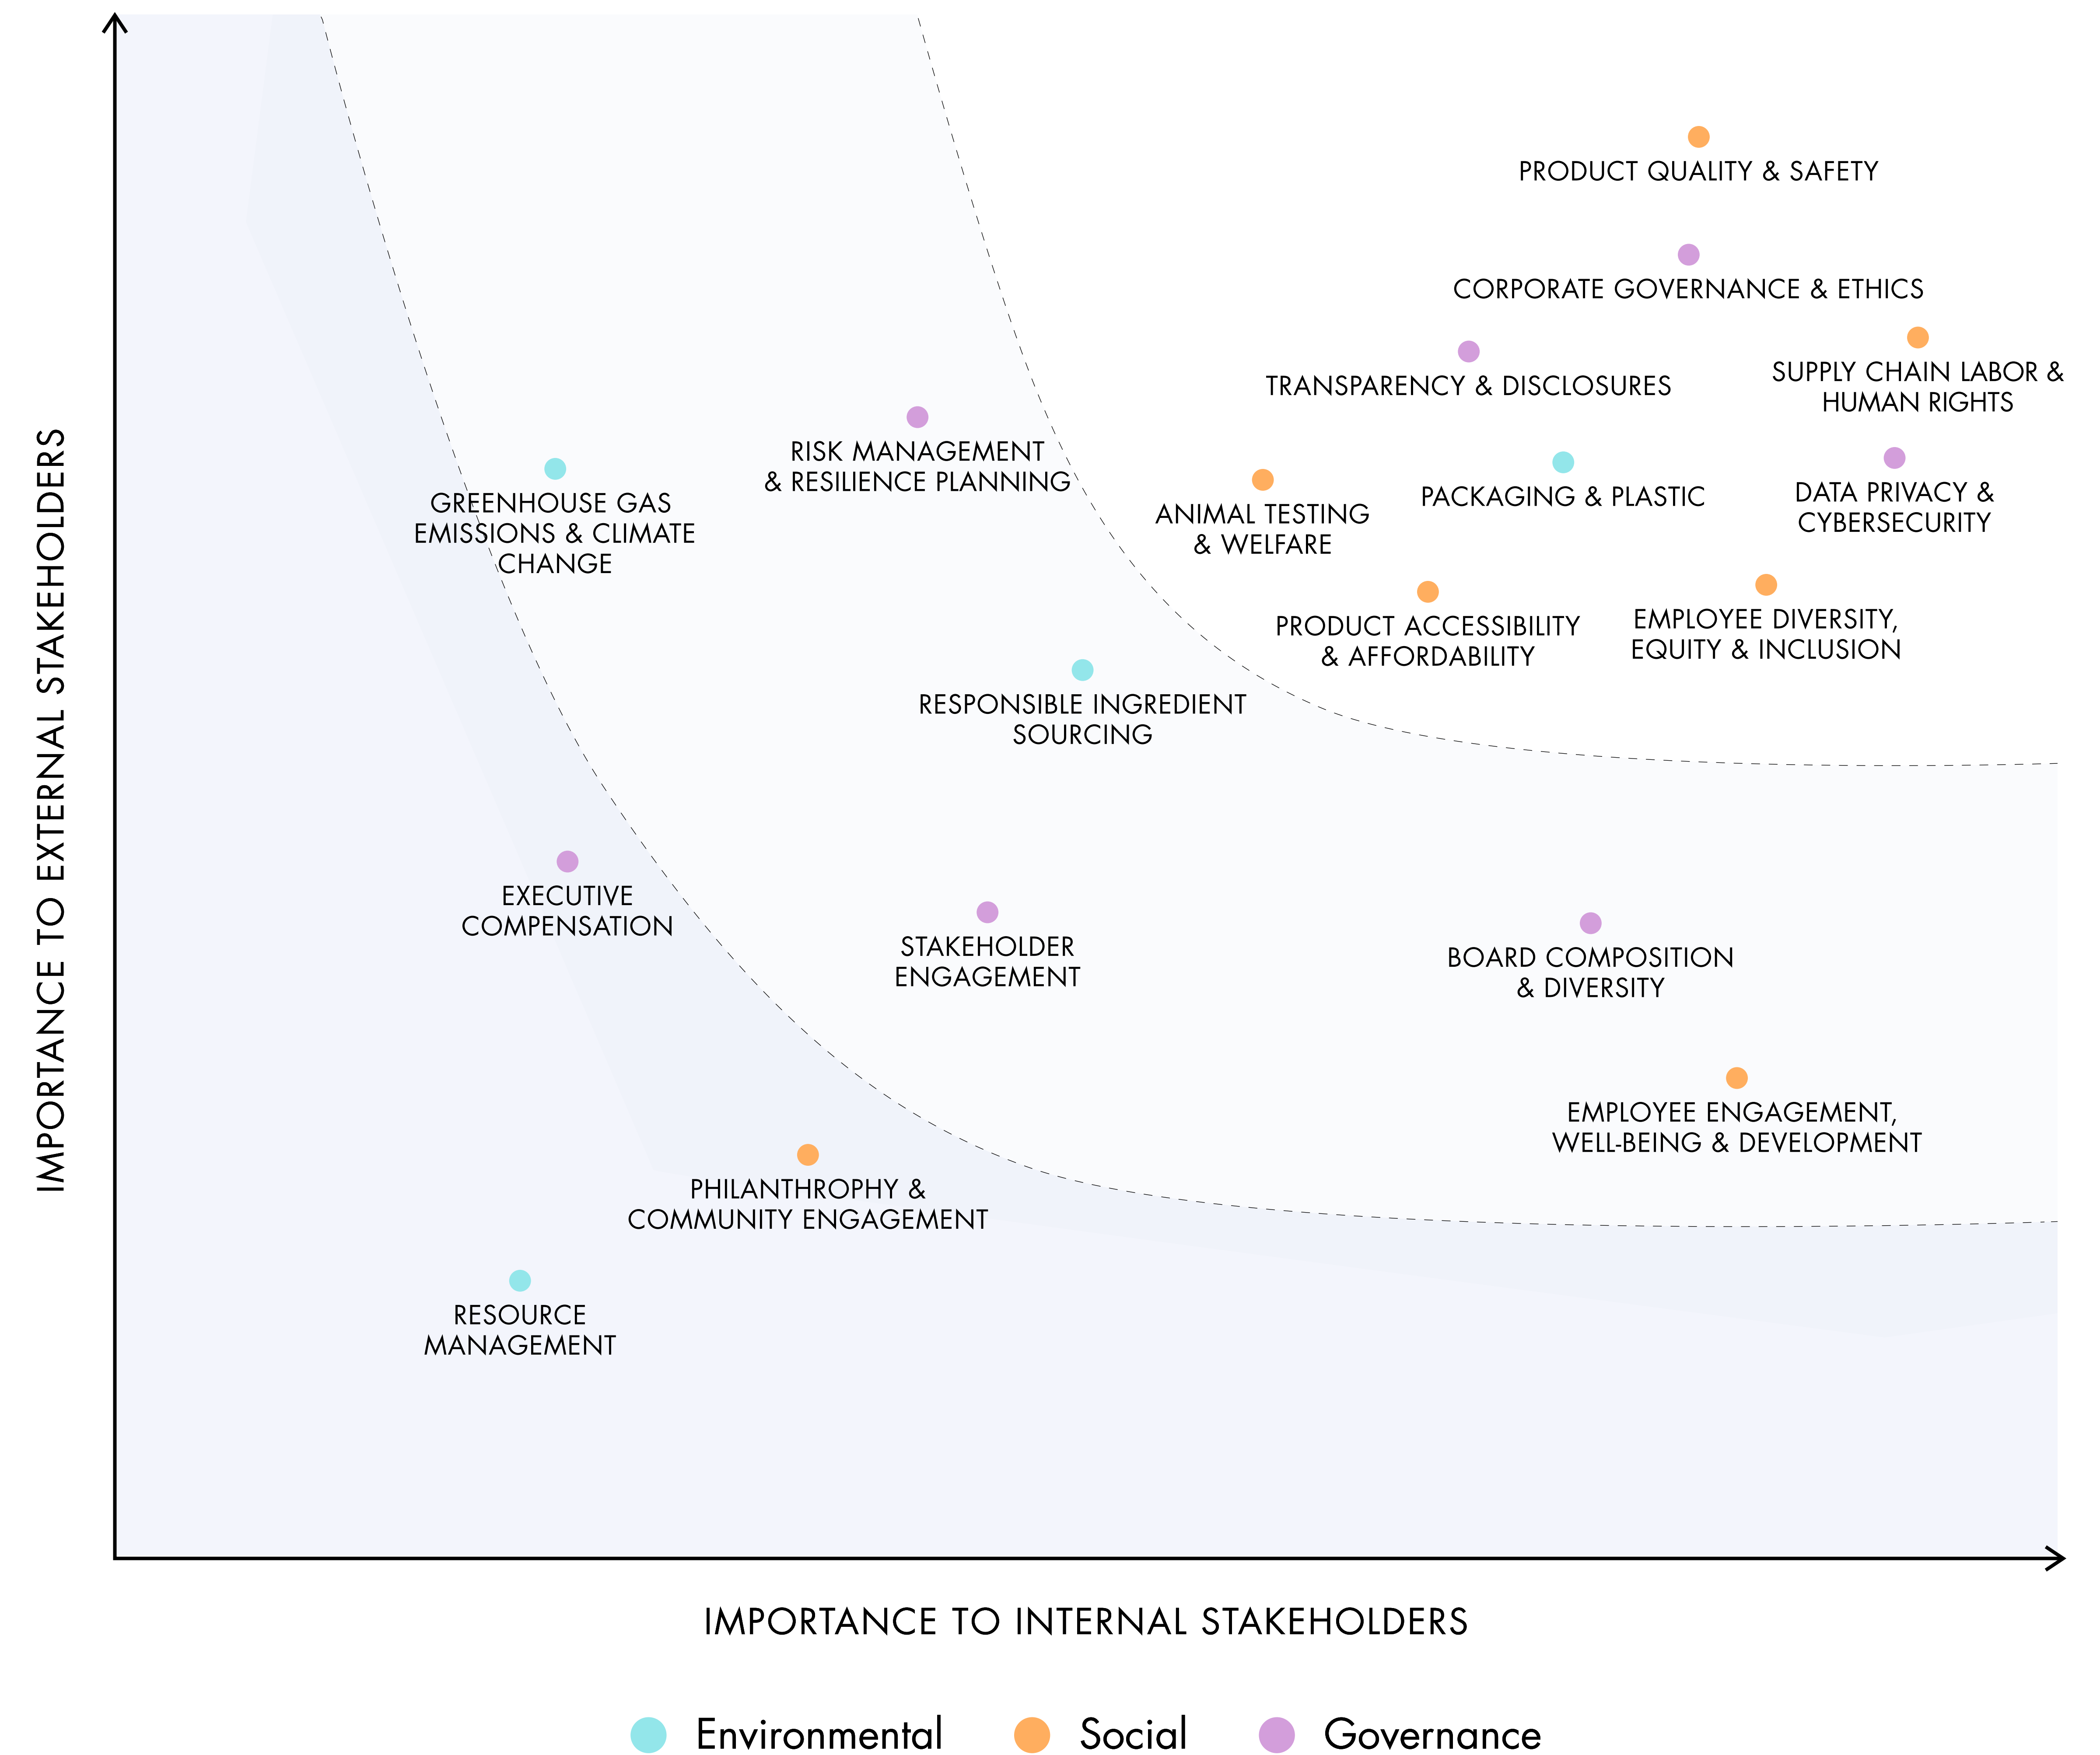 PRODUCT QUALITY & SAFETY
CORPORATE GOVERNANCE & ETHICS
TRANSPARENCY & DISCLOSURES
SUPPLY CHAIN LABOR &
HUMAN RIGHTS
RISK MANAGEMENT
& RESILIENCE PLANNING
GREENHOUSE GAS
EMISSIONS & CLIMATE
CHANGE
ANIMAL TESTING
& WELFARE
PACKAGING & PLASTIC
DATA PRIVACY &
CYBERSECURITY
PRODUCT ACCESSIBILITY
& AFFORDABILITY
EMPLOYEE DIVERSITY,
EQUITY & INCLUSION
RESPONSIBLE INGREDIENT
SOURCING
EXECUTIVE
COMPENSATION
STAKEHOLDER
ENGAGEMENT
BOARD COMPOSITION
& DIVERSITY
EMPLOYEE ENGAGEMENT,
WELL-BEING & DEVELOPMENT
PHILANTHROPHY &
COMMUNITY ENGAGEMENT
RESOURCE
MANAGEMENT
IMPORTANCE TO EXTERNAL STAKEHOLDERS
IMPORTANCE TO INTERNAL STAKEHOLDERS
Environmental
Social
Governance